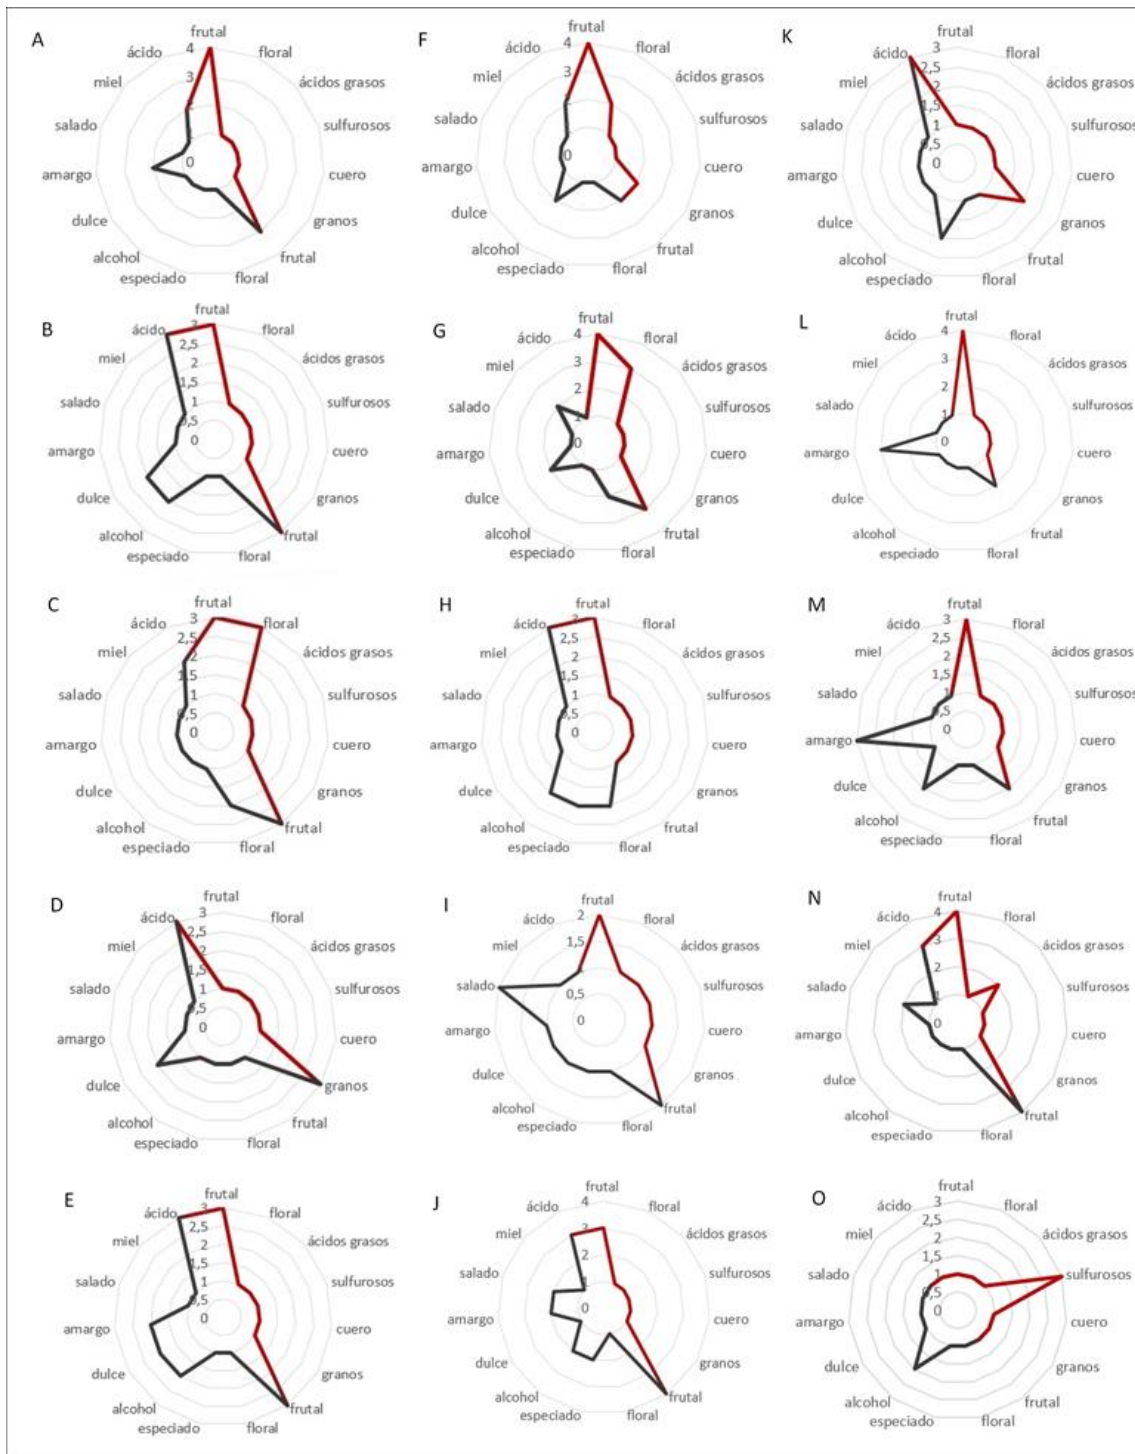 A
frutal
ácido 4 floral
miel 3 ácidos grasos
salado 2 sulfurosos
1
amargo 0 cuero
dulce granos
alcohol frutal
especiado floral
B
frutal
ácido 3 floral
2,5
miel 2 ácidos grasos
1,5
salado 1 sulfurosos
0,5
amargo 0 cuero
dulce granos
alcohol frutal
especiado floral
C
frutal
ácido 3 floral
2,5
miel 2 ácidos grasos
1,5
salado 1 sulfurosos
0,5
amargo 0 cuero
dulce granos
alcohol frutal
especiado floral
D
frutal
ácido 3 floral
2,5
miel 2 ácidos grasos
1,5
salado 1 sulfurosos
0,5
amargo 0 cuero
dulce granos
alcohol frutal
especiado floral
E
frutal
ácido 3 floral
2,5
miel 2 ácidos grasos
1,5
salado 1 sulfurosos
0,5
amargo 0 cuero
dulce granos
alcohol frutal
especiado floral
F
frutal
ácido 4 floral
miel 3 ácidos grasos
salado 2 sulfurosos
1
amargo 0 cuero
dulce granos
alcohol frutal
especiado floral
G
frutal
ácido 4 floral
miel 3 ácidos grasos
salado 2 sulfurosos
1
amargo 0 cuero
dulce granos
alcohol frutal
especiado floral
H
frutal
ácido 3 floral
2,5
miel 2 ácidos grasos
1,5
salado 1 sulfurosos
0,5
amargo 0 cuero
dulce granos
alcohol frutal
especiado floral
I
frutal
ácido 2 floral
miel 1,5 ácidos grasos
salado 1 sulfurosos
0,5
amargo 0 cuero
dulce granos
alcohol frutal
especiado floral
J
frutal
ácido 4 floral
miel 3 ácidos grasos
salado 2 sulfurosos
1
amargo 0 cuero
dulce granos
alcohol frutal
especiado floral
K
frutal
ácido 3 floral
2,5
miel 2 ácidos grasos
1,5
salado 1 sulfurosos
0,5
amargo 0 cuero
dulce granos
alcohol frutal
especiado floral
L
frutal
ácido 4 floral
miel 3 ácidos grasos
salado 2 sulfurosos
1
amargo 0 cuero
dulce granos
alcohol frutal
especiado floral
M
frutal
ácido 3 floral
2,5
miel 2 ácidos grasos
1,5
salado 1 sulfurosos
0,5
amargo 0 cuero
dulce granos
alcohol frutal
especiado floral
N
frutal
ácido 4 floral
miel 3 ácidos grasos
salado 2 sulfurosos
1
amargo 0 cuero
dulce granos
alcohol frutal
especiado floral
O
frutal
ácido 3 floral
2,5
miel 2 ácidos grasos
1,5
salado 1 sulfurosos
0,5
amargo 0 cuero
dulce granos
alcohol frutal
especiado floral